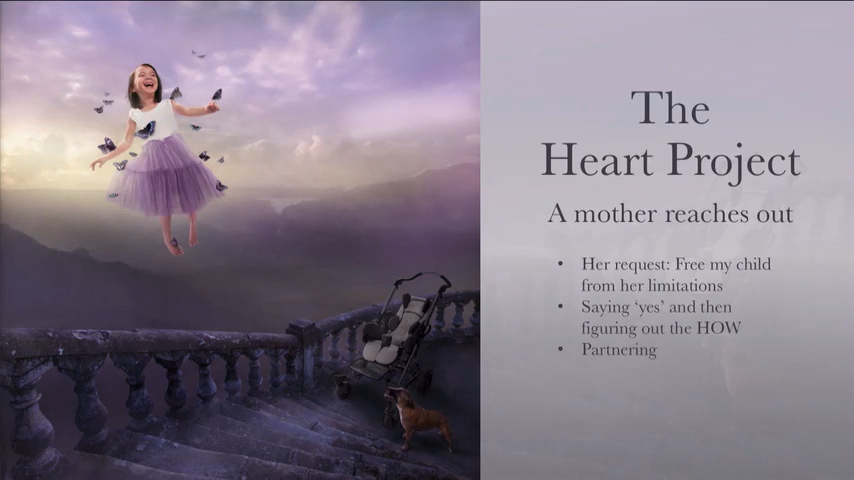 The
Heart Project
A mother reaches out
• Her request: Free my child
from her limitations
• Saying ‘yes’ and then
figuring out the HOW
• Partnering